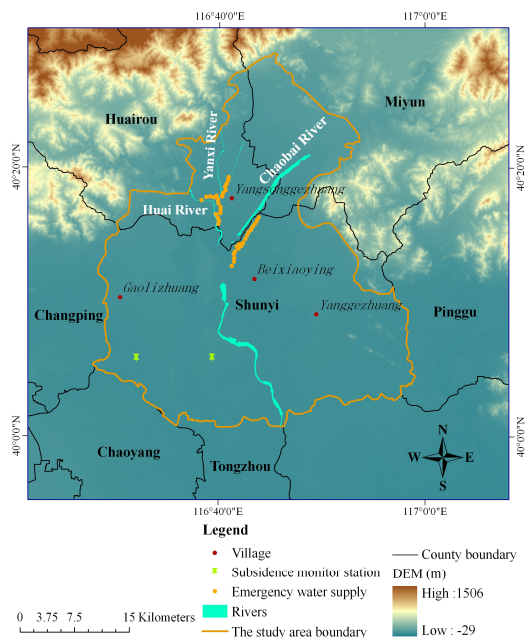 116°40'0"E 117°0'0"E
Huairou
Miyun
Yanxi River
Chaobai River
40°20'0"N 40°20'0"N
Yangsonggezhuang
Huai River
Beixiaoying
Gaolizhuang
Shunyi
Yanggezhuang
Changping
Pinggu
40°0'0"N 40°0'0"N
Chaoyang
Tongzhou
N
W E
S
116°40'0"E 117°0'0"E
Legend
Village
Subsidence monitor station
Emergency water supply
Rivers
The study area boundary
County boundary
DEM (m)
High :1506
Low : -29
0 3.75 7.5 15 Kilometers